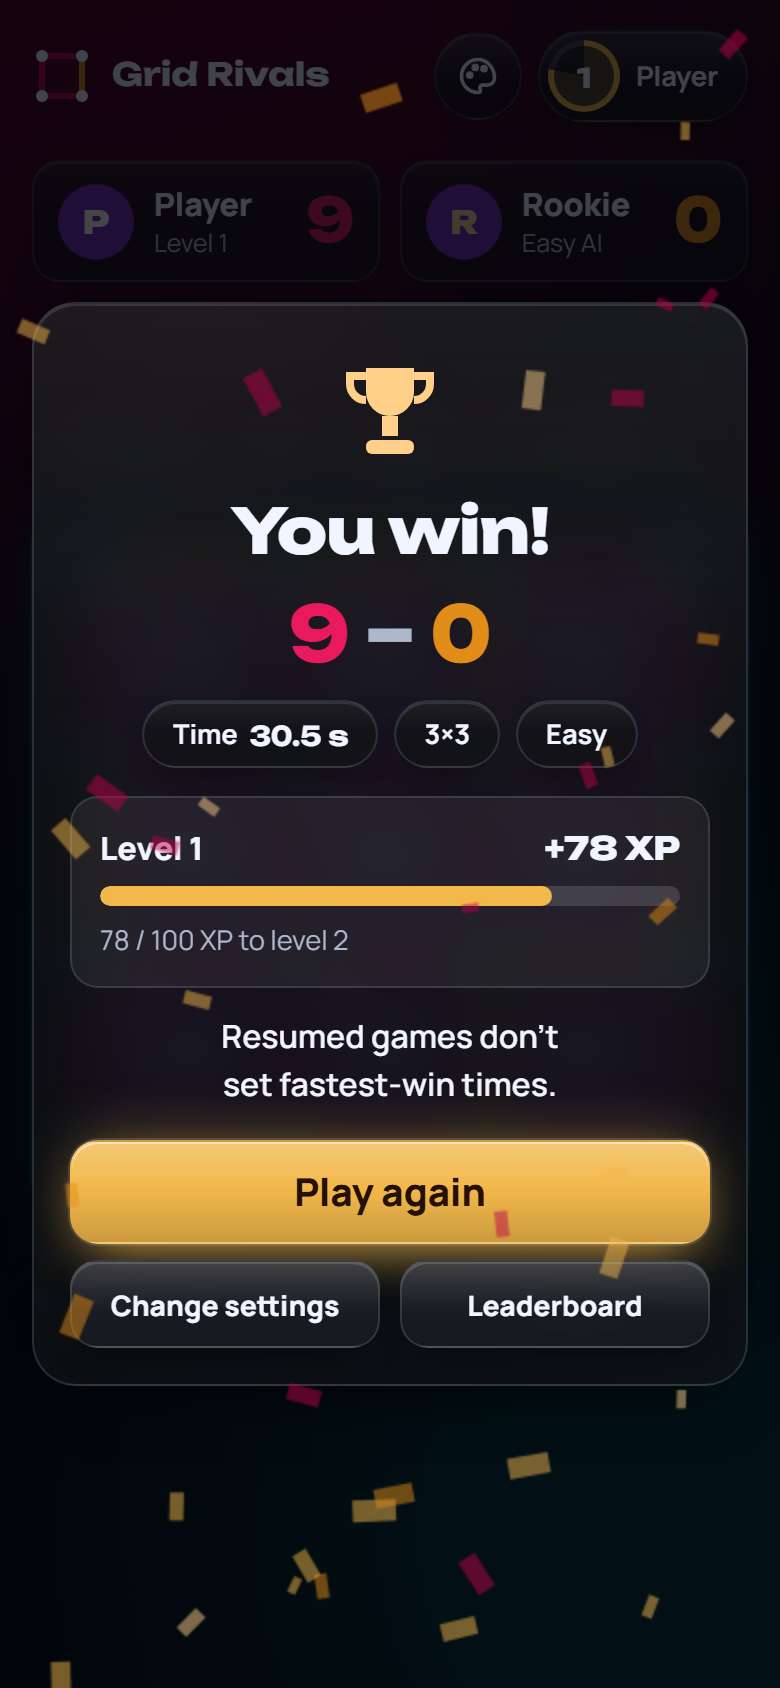 Grid Rivals
1 Player
P Player 9
Level 1
R Rookie 0
Easy AI
You win!
9 – 0
Time 30.5 s
3×3
Easy
Level 1 +78 XP
78 / 100 XP to level 2
Resumed games don’t
set fastest-win times.
Play again
Change settings
Leaderboard